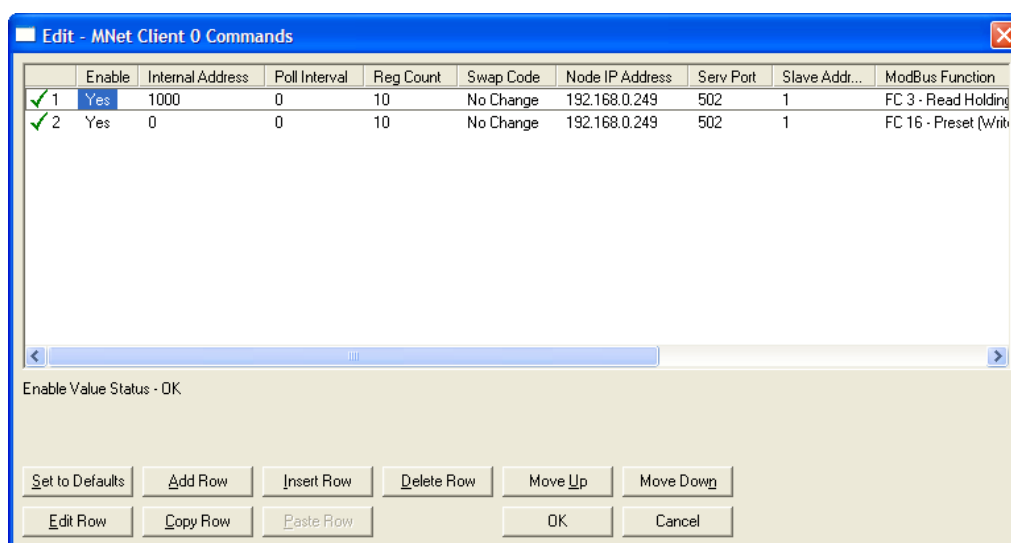 Edit - MNet Client 0 Commands
Enable Internal Address Poll Interval Reg Count Swap Code Node IP Address Serv Port Slave Addr... ModBus Function
1 Yes 1000 0 10 No Change 192.168.0.249 502 1 FC 3 - Read Holding
2 Yes 0 0 10 No Change 192.168.0.249 502 1 FC 16 - Preset (Writ
Enable Value Status - OK
Set to Defaults Add Row Insert Row Delete Row Move Up Move Down
Edit Row Copy Row Paste Row OK Cancel